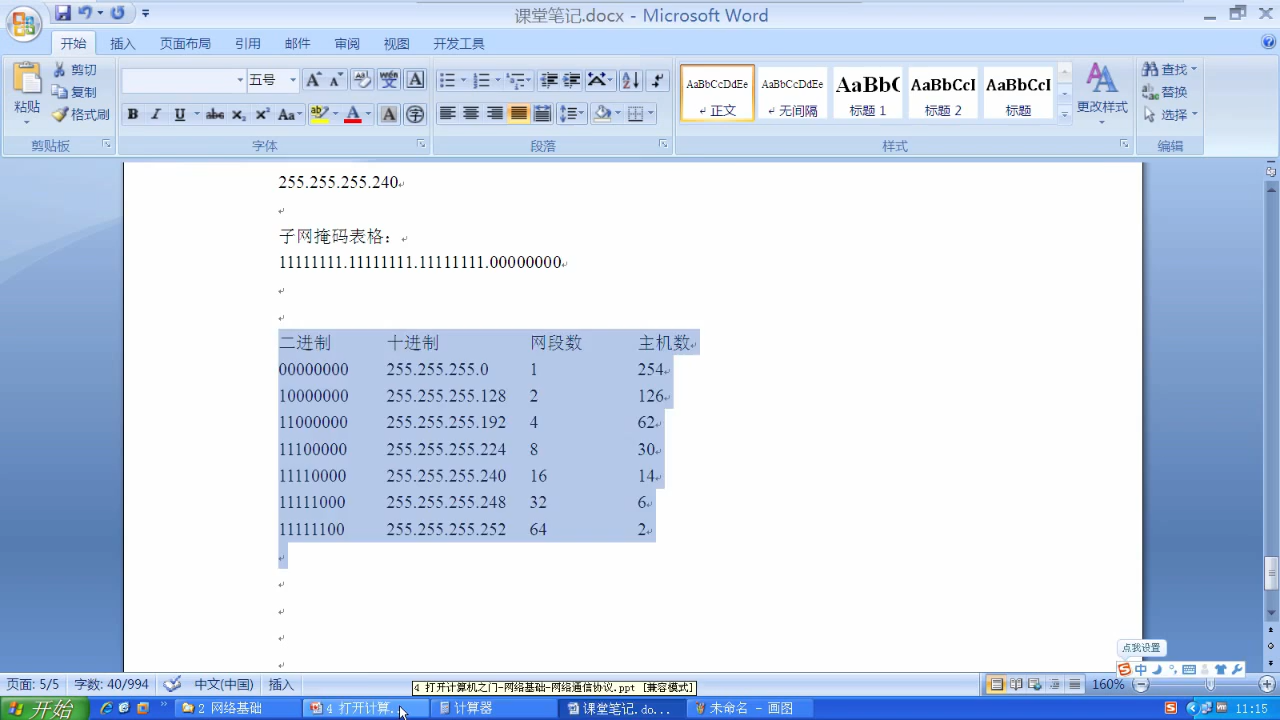 课堂笔记.docx - Microsoft Word
开始 插入 页面布局 引用 邮件 审阅 视图 开发工具
粘贴 剪切 复制 格式刷
五号
B I U abc x₂ x² Aa
AaBbCcDdEe AaBbCcDdEe AaBbC AaBbCcI AaBbCcI
正文 无间隔 标题 1 标题 2 标题
更改样式
查找 替换 选择
剪贴板 字体 段落 样式 编辑
255.255.255.240
子网掩码表格：
11111111.11111111.11111111.00000000
二进制 十进制 网段数 主机数
00000000 255.255.255.0 1 254
10000000 255.255.255.128 2 126
11000000 255.255.255.192 4 62
11100000 255.255.255.224 8 30
11110000 255.255.255.240 16 14
11111000 255.255.255.248 32 6
11111100 255.255.255.252 64 2
点我设置
中
页面: 5/5 字数: 40/994 中文(中国) 插入 160%
4 打开计算机之门-网络基础-网络通信协议.ppt [兼容模式]
开始 2 网络基础 4 打开计算... 计算器 课堂笔记.do... 未命名 - 画图 11:15